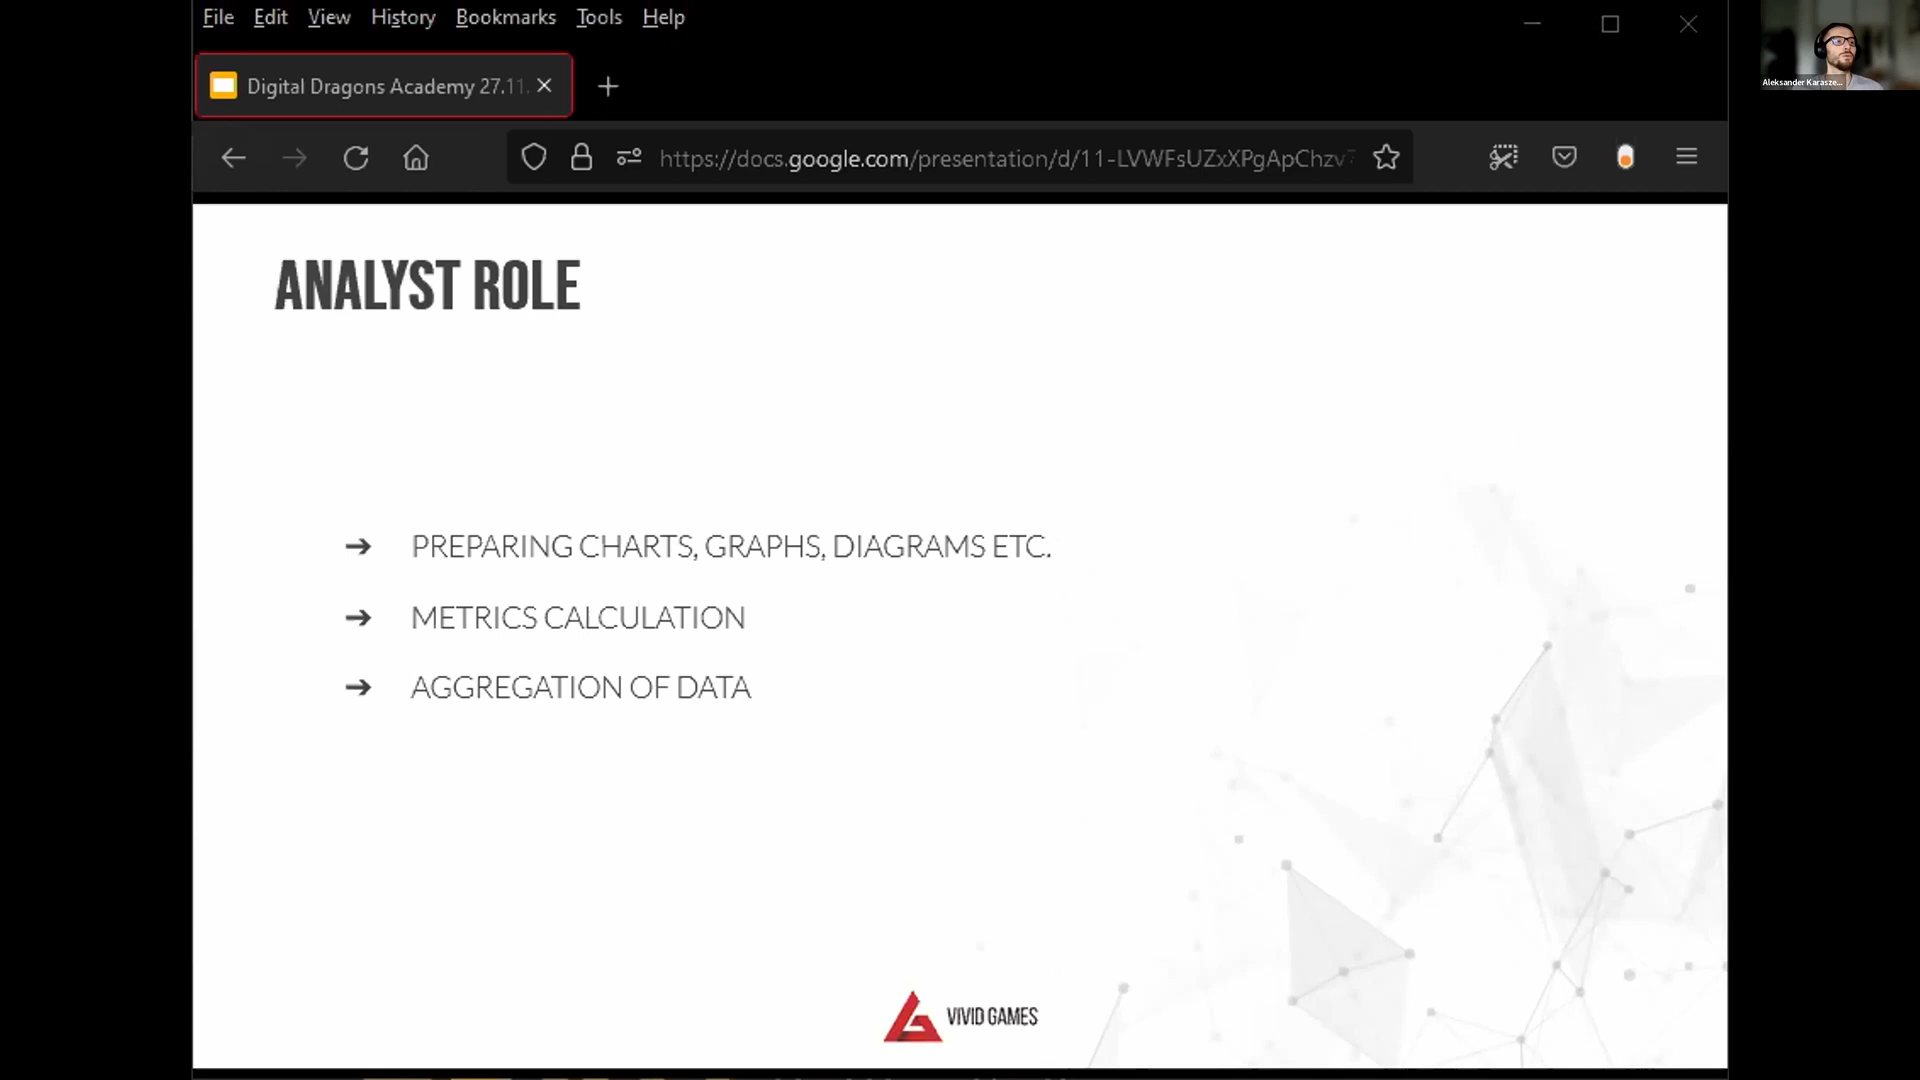 File Edit View History Bookmarks Tools Help
Digital Dragons Academy 27.11.
https://docs.google.com/presentation/d/11-LVWFsUZxXPgApChzv7
Aleksander Karasze...
ANALYST ROLE
➔ PREPARING CHARTS, GRAPHS, DIAGRAMS ETC.
➔ METRICS CALCULATION
➔ AGGREGATION OF DATA
VIVID GAMES